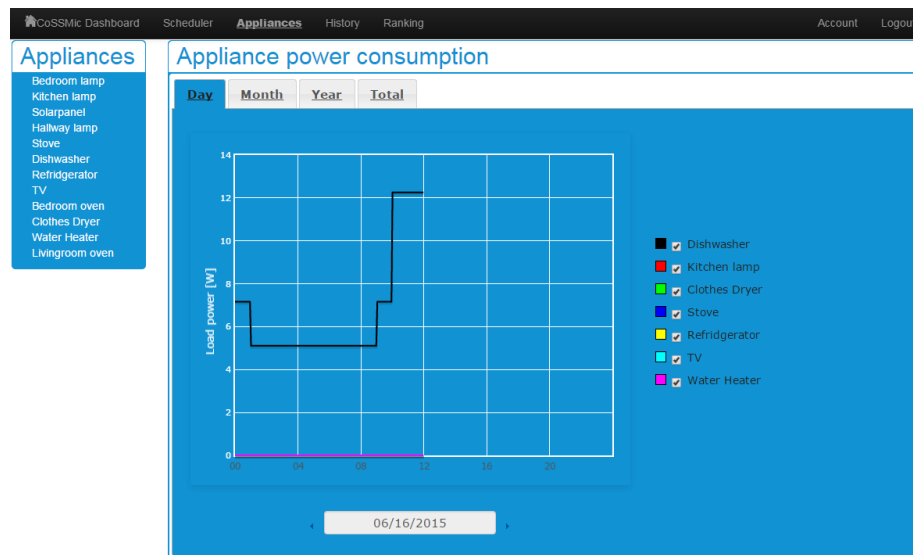 CoSSMic Dashboard Scheduler Appliances History Ranking Account Logout
Appliances
Bedroom lamp
Kitchen lamp
Solarpanel
Hallway lamp
Stove
Dishwasher
Refridgerator
TV
Bedroom oven
Clothes Dryer
Water Heater
Livingroom oven
Appliance power consumption
Day Month Year Total
Load power [W]
14
12
10
8
6
4
2
0
00 04 08 12 16 20
Dishwasher
Kitchen lamp
Clothes Dryer
Stove
Refridgerator
TV
Water Heater
06/16/2015